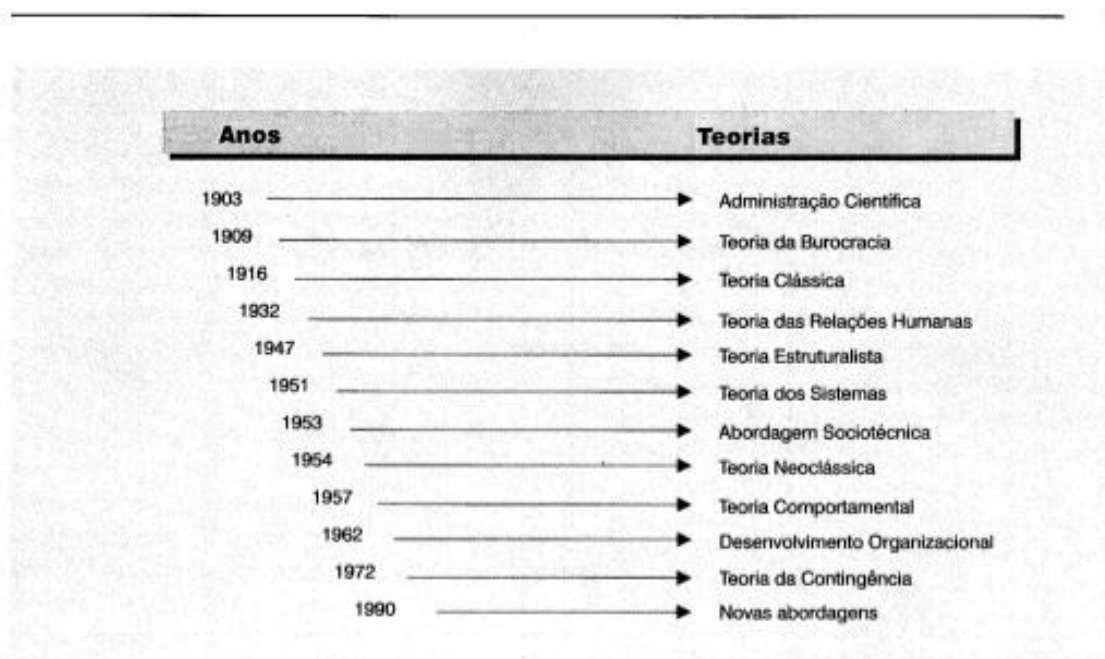 Anos Teorias
1903 Administração Científica
1909 Teoria da Burocracia
1916 Teoria Clássica
1932 Teoria das Relações Humanas
1947 Teoria Estruturalista
1951 Teoria dos Sistemas
1953 Abordagem Sociotécnica
1954 Teoria Neoclássica
1957 Teoria Comportamental
1962 Desenvolvimento Organizacional
1972 Teoria da Contingência
1990 Novas abordagens